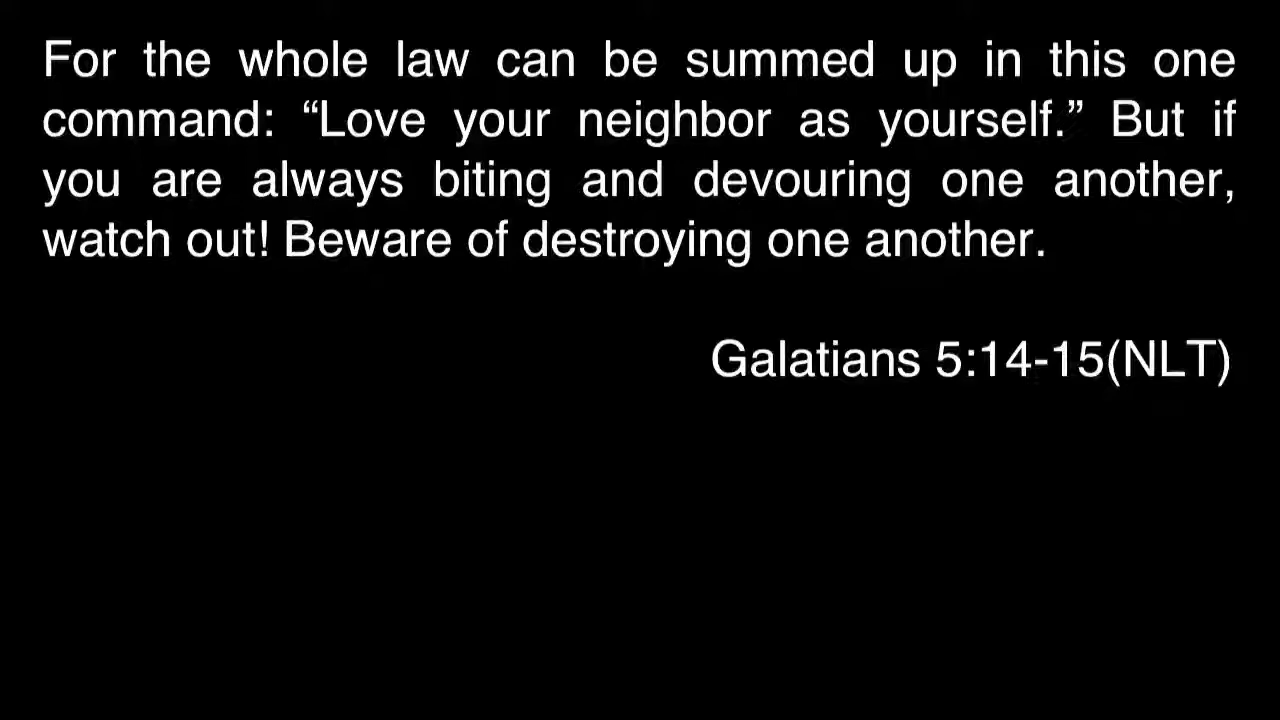 For the whole law can be summed up in this one
command: “Love your neighbor as yourself.” But if
you are always biting and devouring one another,
watch out! Beware of destroying one another.
Galatians 5:14-15(NLT)